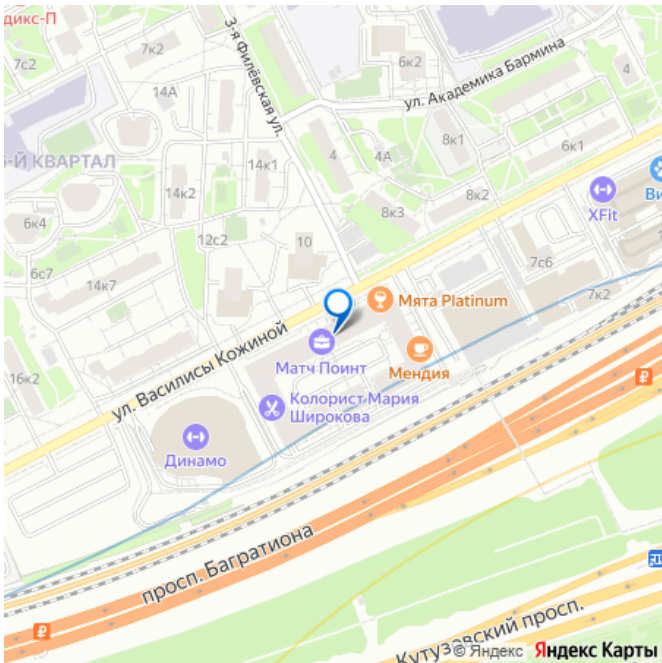 дикс-П
7к2
7с2
14А
3-я Филёвская ул.
6к2
ул. Академика Бармина
4
8к1
6к1
-Й КВАРТАЛ
14к1
4
4А
14к2
8к2
XFit
Ви
6к4
8к3
12с2
10
7с6
6с7
14к7
7к2
Мята Platinum
ул. Василисы Кожиной
Матч Поинт
Мендия
16к2
Колорист Мария
Широкова
Динамо
просп. Багратиона
Кутузовский просп.
© Яндекс Яндекс Карты